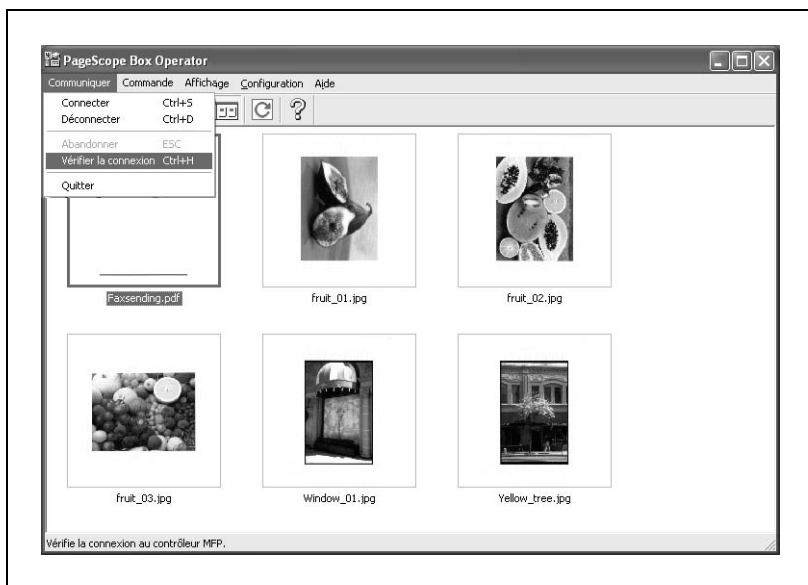 PageScope Box Operator
Communiquer Commande Affichage Configuration Aide
Connecter Ctrl+S
Déconnecter Ctrl+D
Abandonner ESC
Vérifier la connexion Ctrl+H
Quitter
Faxsending.pdf fruit_01.jpg fruit_02.jpg
fruit_03.jpg Window_01.jpg Yellow_tree.jpg
Vérifie la connexion au contrôleur MFP.